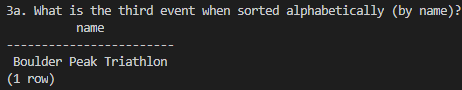 3a. What is the third event when sorted alphabetically (by name)?
name
------------------------
Boulder Peak Triathlon
(1 row)